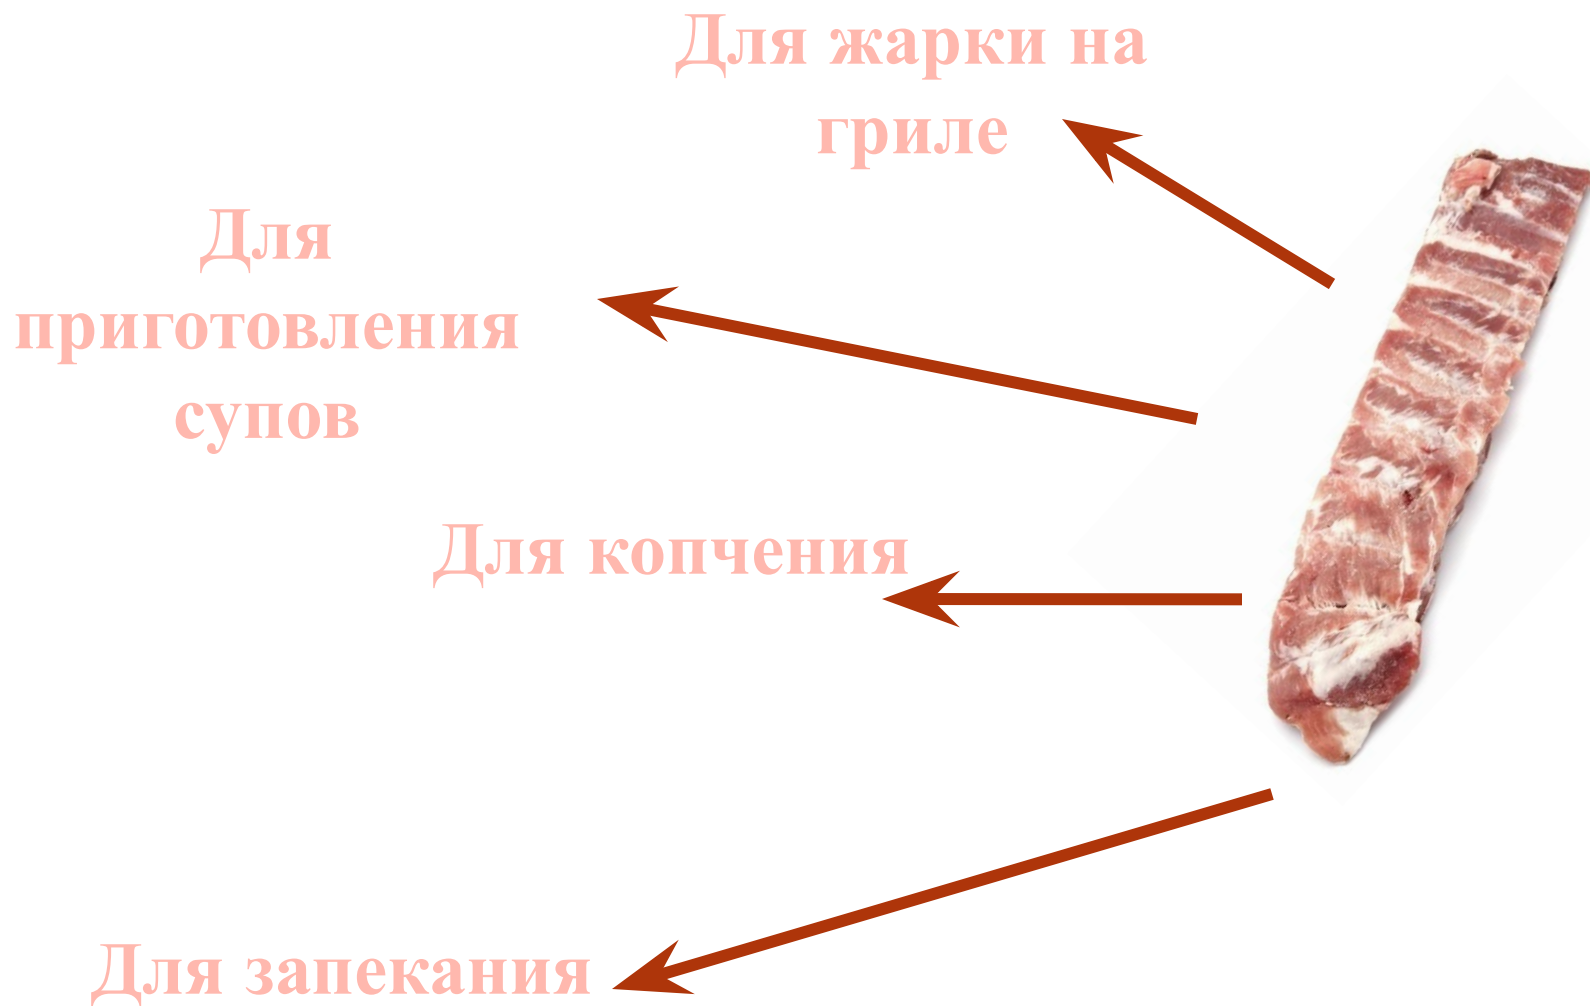 Для жарки на
гриле
Для
приготовления
супов
Для копчения
Для запекания